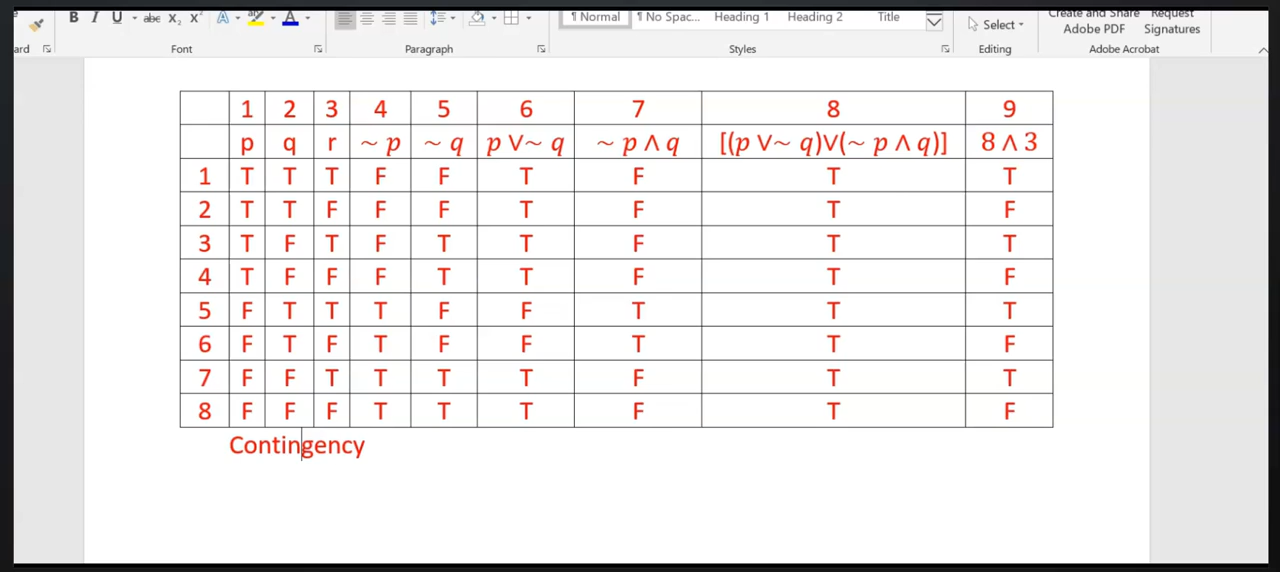 B I U abc X₂ X² A ab A ¶ Normal ¶ No Spac... Heading 1 Heading 2 Title Select Create and Share Request
Adobe PDF Signatures
ard Font Paragraph Styles Editing Adobe Acrobat
1 2 3 4 5 6 7 8 9
p q r ~ p ~ q p ∨~ q ~ p ∧ q [(p ∨~ q)∨(~ p ∧ q)] 8 ∧ 3
1 T T T F F T F T T
2 T T F F F T F T F
3 T F T F T T F T T
4 T F F F T T F T F
5 F T T T F F T T T
6 F T F T F F T T F
7 F F T T T T F T T
8 F F F T T T F T F
Contingency